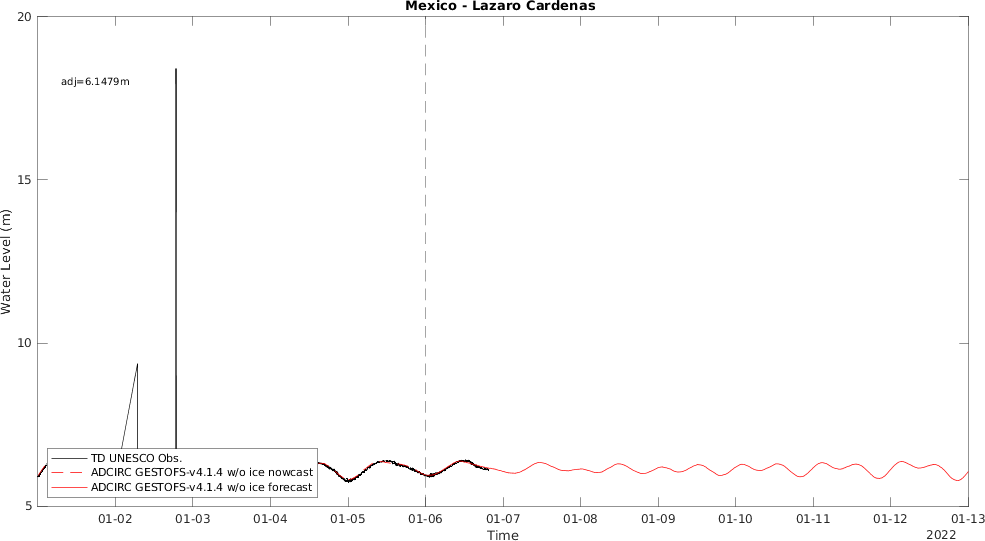 Mexico - Lazaro Cardenas
20
adj=6.1479m
15
Water Level (m)
10
TD UNESCO Obs.
ADCIRC GESTOFS-v4.1.4 w/o ice nowcast
ADCIRC GESTOFS-v4.1.4 w/o ice forecast
5
01-02 01-03 01-04 01-05 01-06 01-07 01-08 01-09 01-10 01-11 01-12 01-13
Time
2022